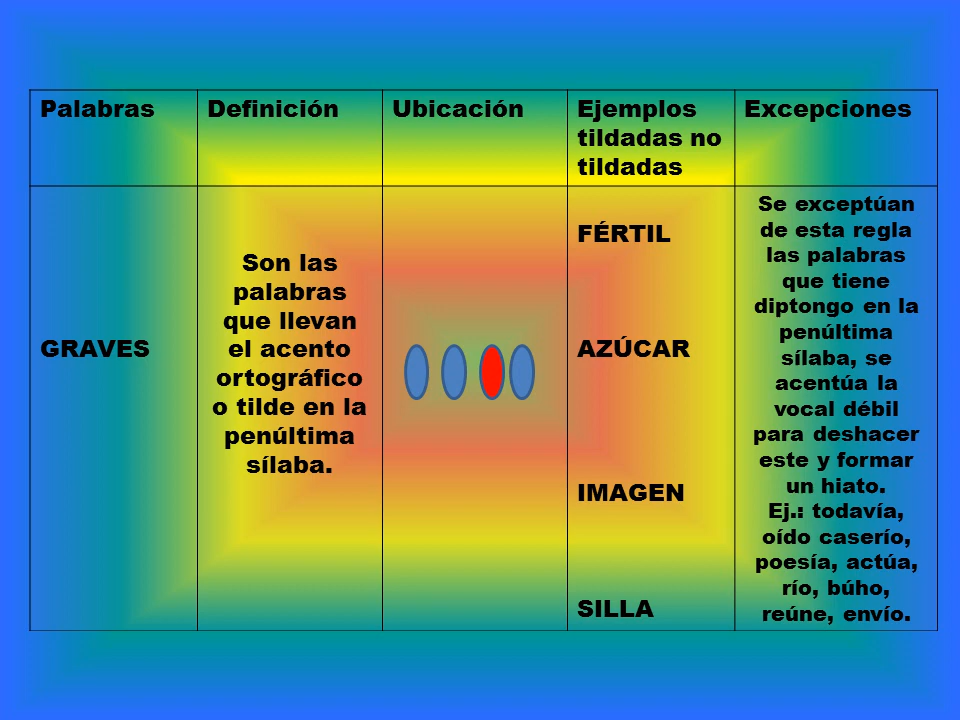 Palabras
Definición
Ubicación
Ejemplos
tildadas no
tildadas
Excepciones
GRAVES
Son las
palabras
que llevan
el acento
ortográfico
o tilde en la
penúltima
sílaba.
FÉRTIL
AZÚCAR
IMAGEN
SILLA
Se exceptúan
de esta regla
las palabras
que tiene
diptongo en la
penúltima
sílaba, se
acentúa la
vocal débil
para deshacer
este y formar
un hiato.
Ej.: todavía,
oído caserío,
poesía, actúa,
río, búho,
reúne, envío.